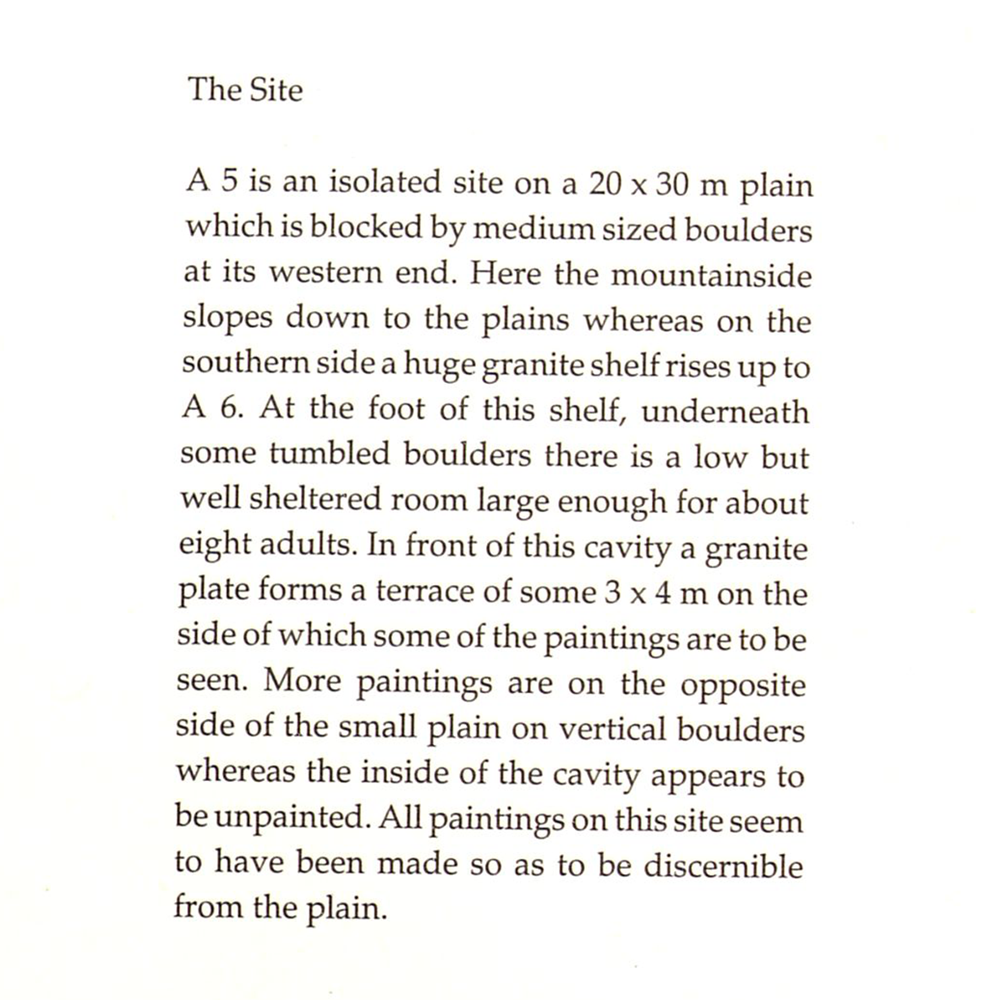 The Site
A 5 is an isolated site on a 20 x 30 m plain
which is blocked by medium sized boulders
at its western end. Here the mountainside
slopes down to the plains whereas on the
southern side a huge granite shelf rises up to
A 6. At the foot of this shelf, underneath
some tumbled boulders there is a low but
well sheltered room large enough for about
eight adults. In front of this cavity a granite
plate forms a terrace of some 3 x 4 m on the
side of which some of the paintings are to be
seen. More paintings are on the opposite
side of the small plain on vertical boulders
whereas the inside of the cavity appears to
be unpainted. All paintings on this site seem
to have been made so as to be discernible
from the plain.